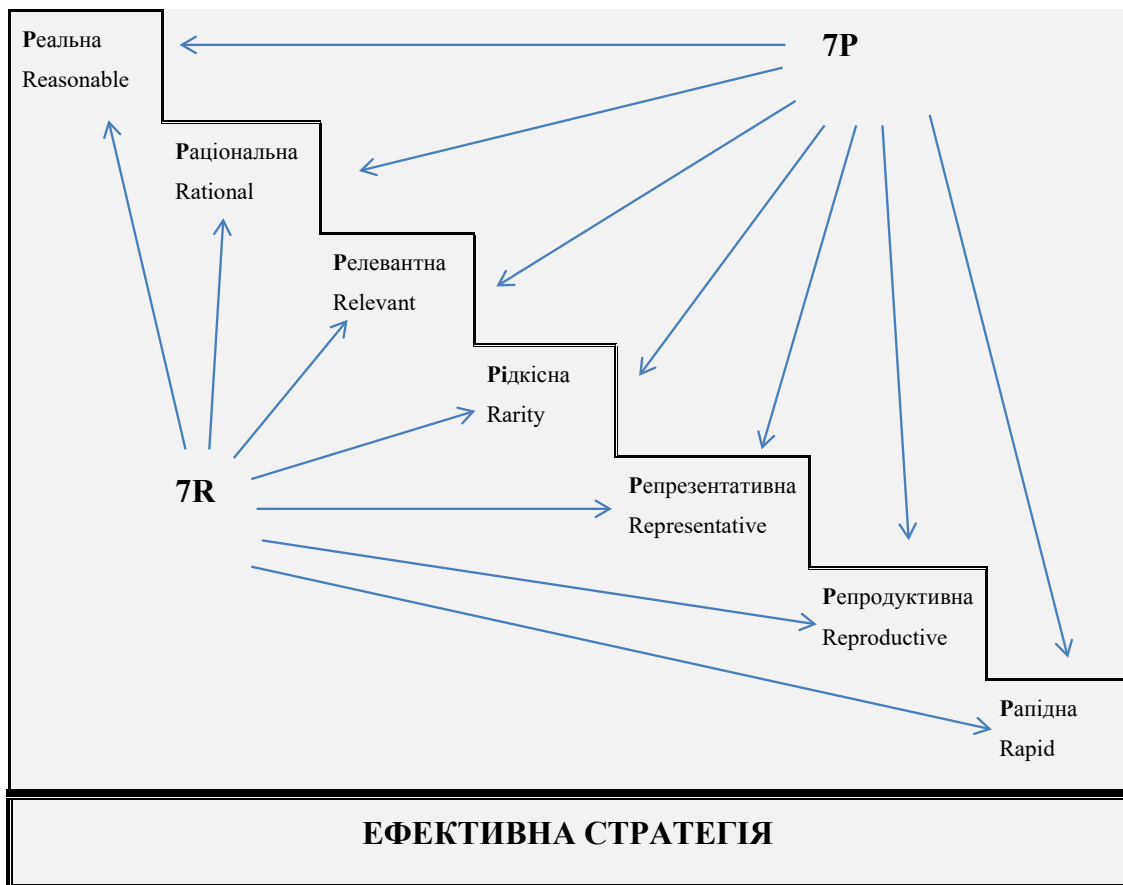 Реальна
Reasonable
7Р
Раціональна
Rational
Релевантна
Relevant
Рідкісна
Rarity
7R
Репрезентативна
Representative
Репродуктивна
Reproductive
Рапідна
Rapid
ЕФЕКТИВНА СТРАТЕГІЯ